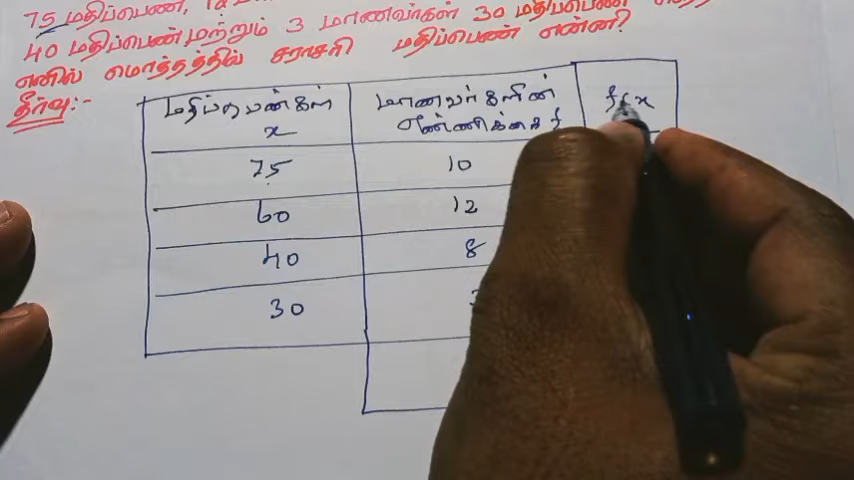 75 மதிப்பெண், 12
40 மதிப்பெண் மற்றும் 3 மாணவர்கள் 30 மதிப்பெண்
எனில் மொத்தத்தில் சராசரி மதிப்பெண் என்ன?
தீர்வு:-
மதிப்பெண்கள் x
மாணவர்களின் எண்ணிக்கை f
fx
75 10
60 12
40 8
30